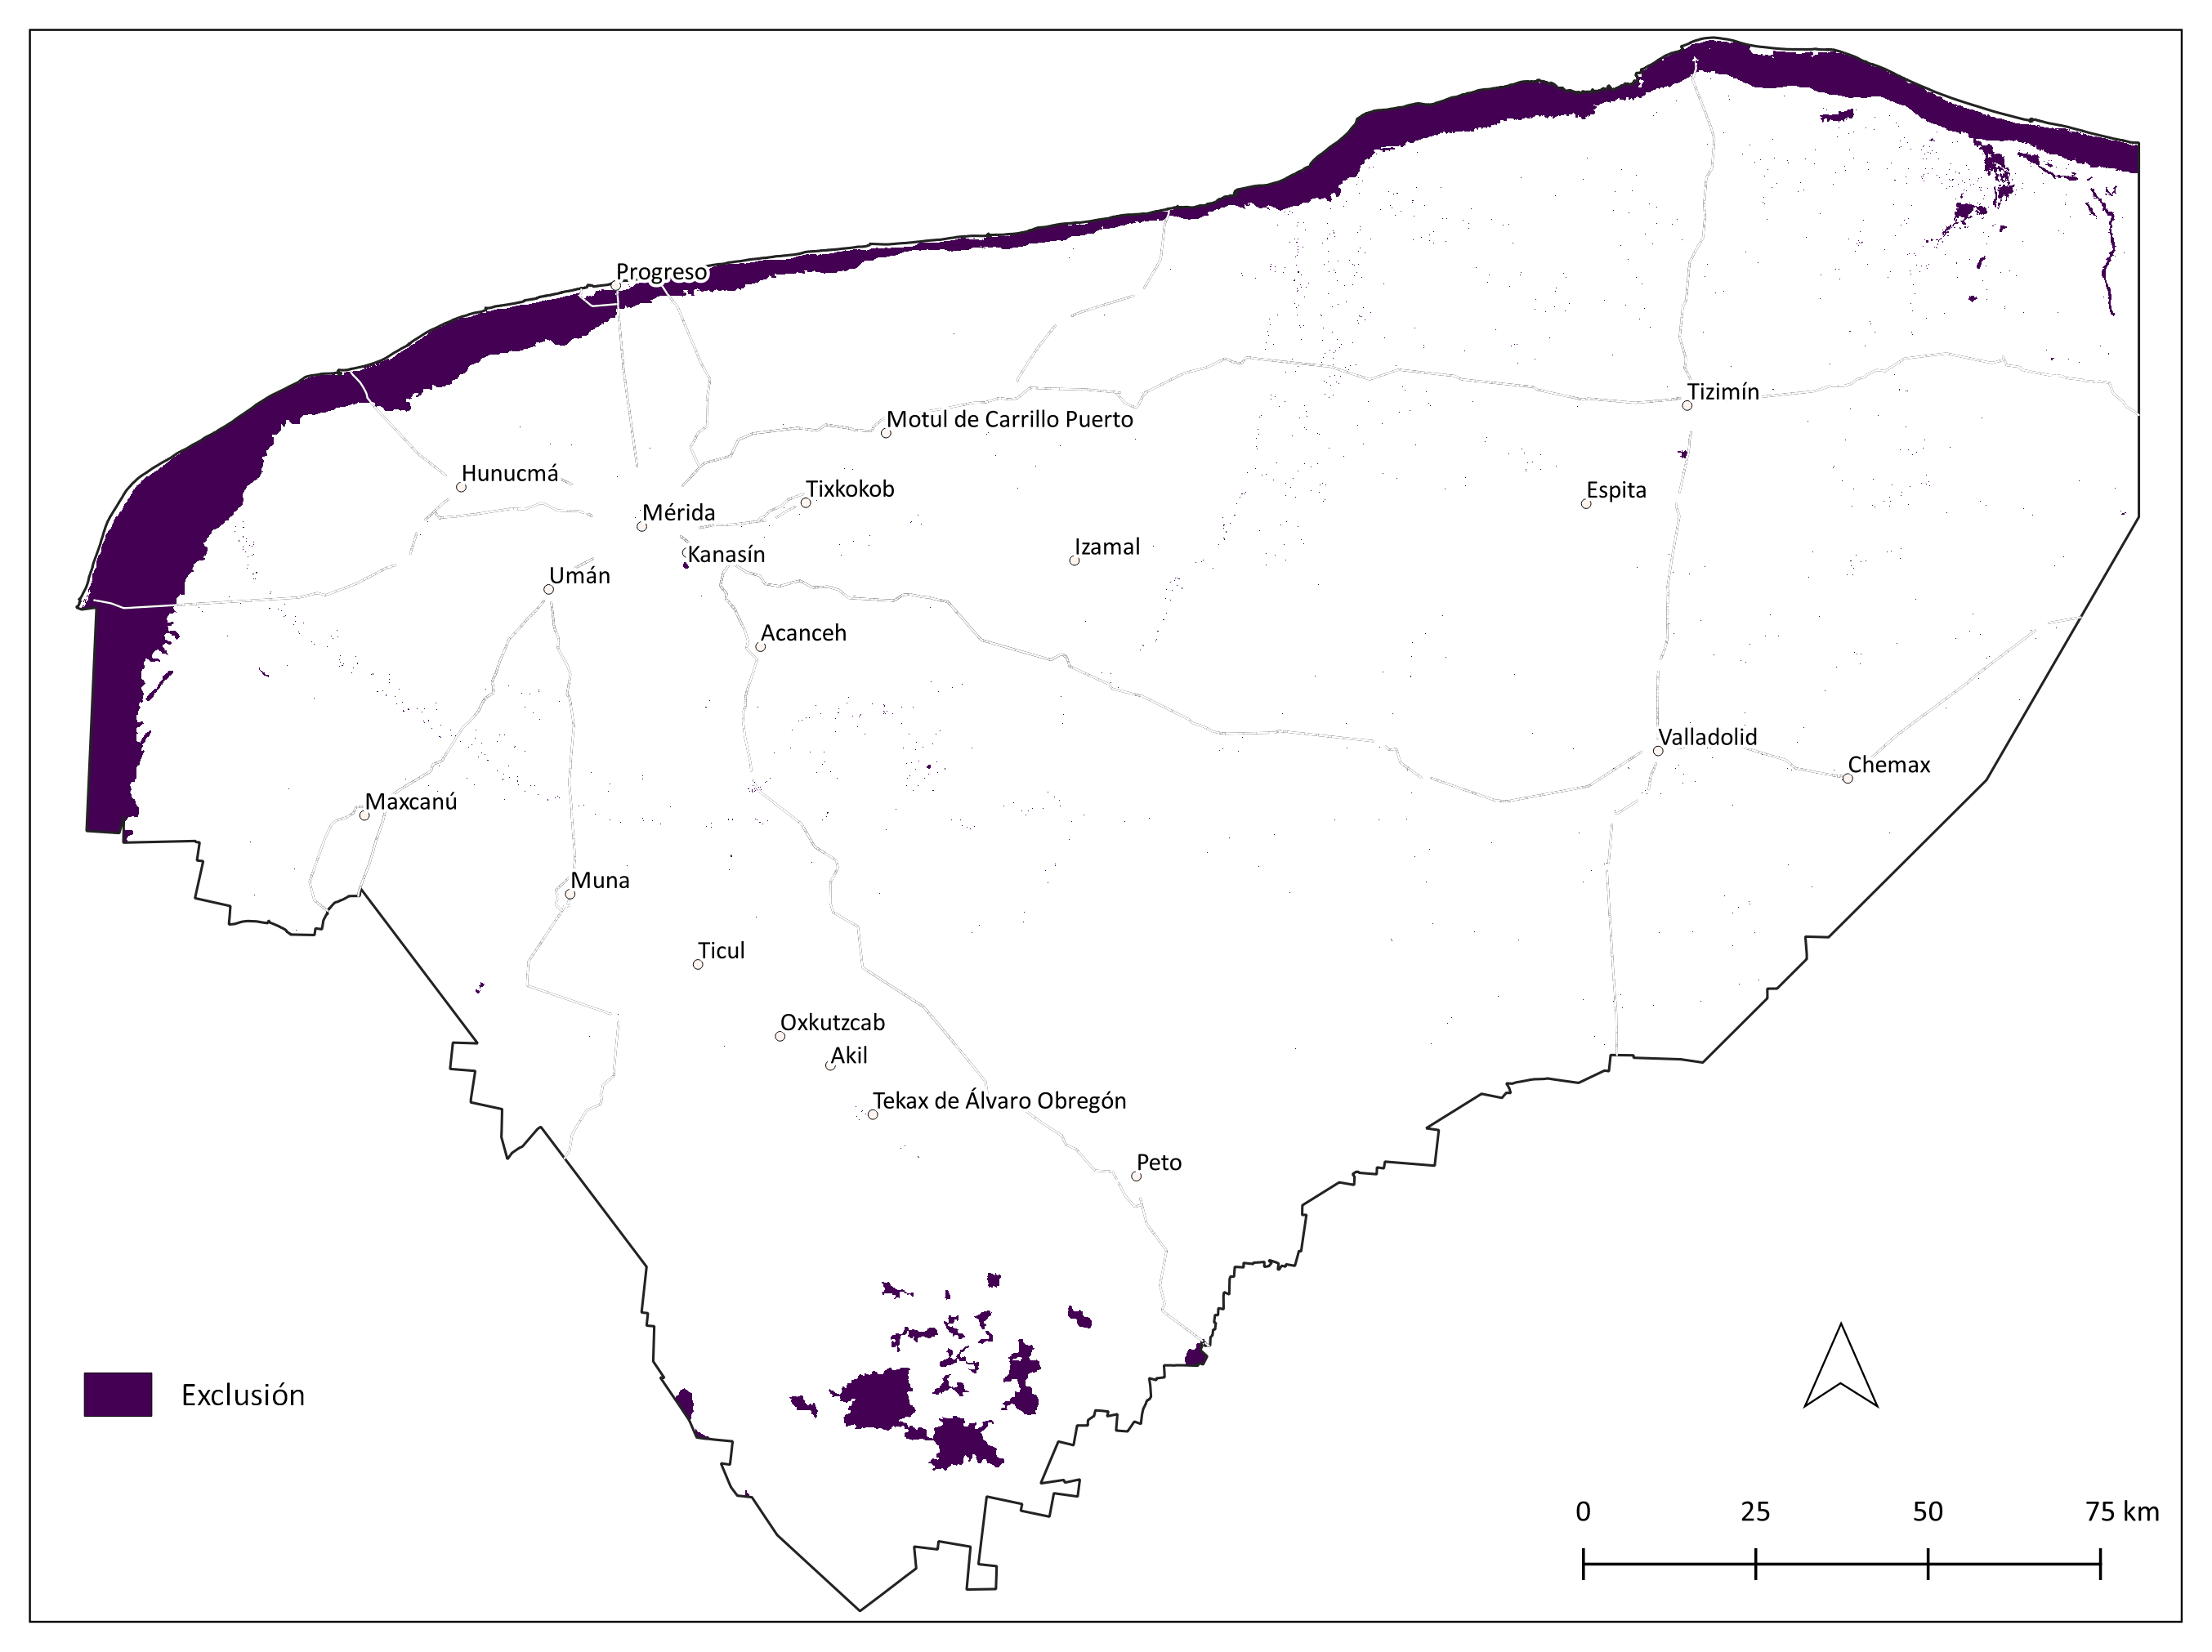 Progreso
Tizimín
Motul de Carrillo Puerto
Hunucmá
Tixkokob
Espita
Mérida
Izamal
Kanasín
Umán
Acanceh
Valladolid
Chemax
Maxcanú
Muna
Ticul
Oxkutzcab
Akil
Tekax de Álvaro Obregón
Peto
Exclusión
0 25 50 75 km